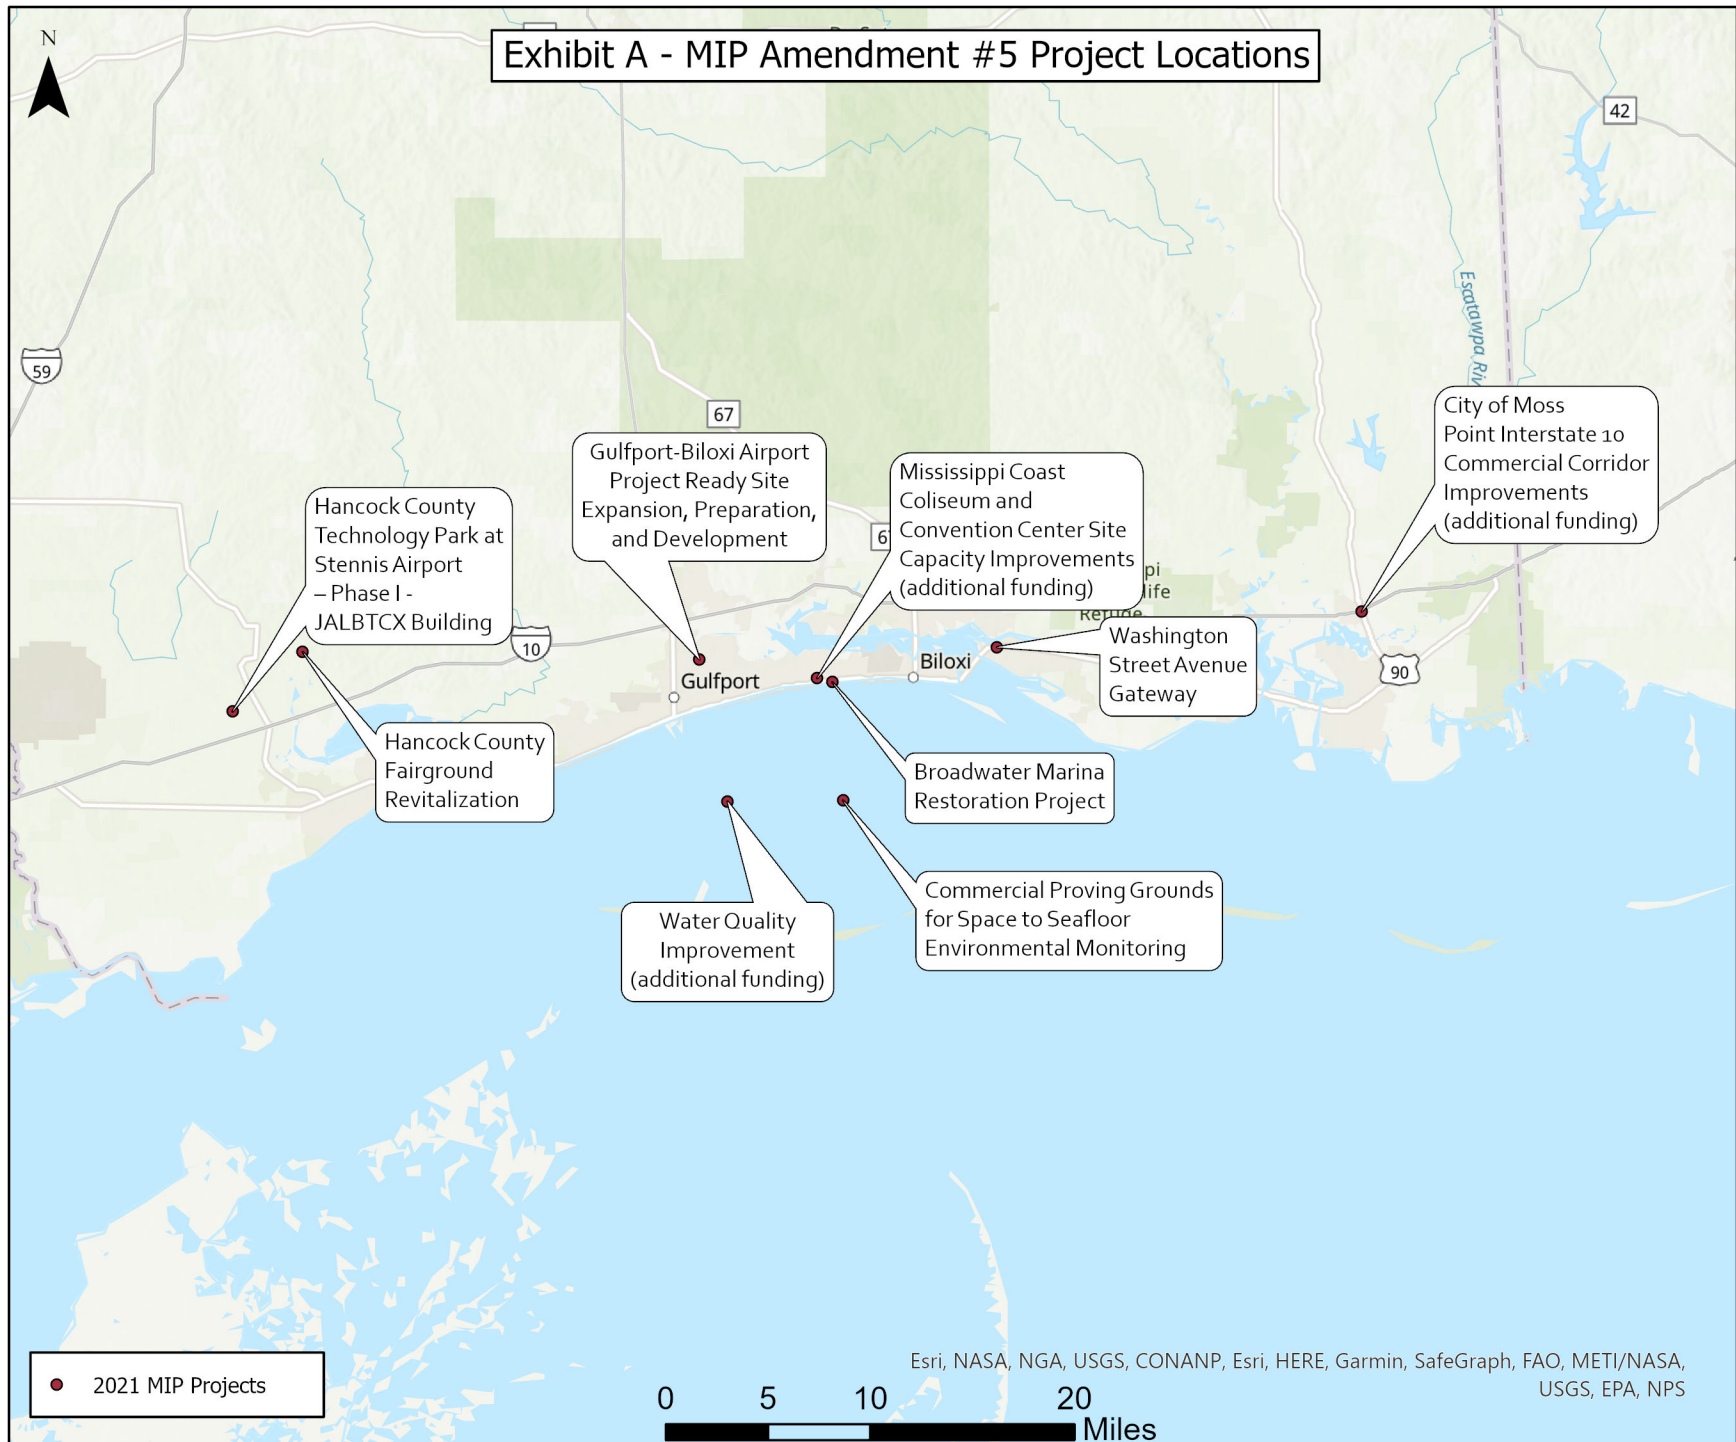 N
Exhibit A - MIP Amendment #5 Project Locations
42
59
Escatawpa Riv
67
City of Moss
Point Interstate 10
Commercial Corridor
Improvements
(additional funding)
Gulfport-Biloxi Airport
Project Ready Site
Expansion, Preparation,
and Development
Mississippi Coast
Coliseum and
Convention Center Site
Capacity Improvements
(additional funding)
Hancock County
Technology Park at
Stennis Airport
– Phase I -
JALBTCX Building
pi
life
Refuge
10
Washington
Street Avenue
Gateway
Biloxi
Gulfport
90
Hancock County
Fairground
Revitalization
Broadwater Marina
Restoration Project
Commercial Proving Grounds
for Space to Seafloor
Environmental Monitoring
Water Quality
Improvement
(additional funding)
2021 MIP Projects
Esri, NASA, NGA, USGS, CONANP, Esri, HERE, Garmin, SafeGraph, FAO, METI/NASA,
USGS, EPA, NPS
0 5 10 20
Miles